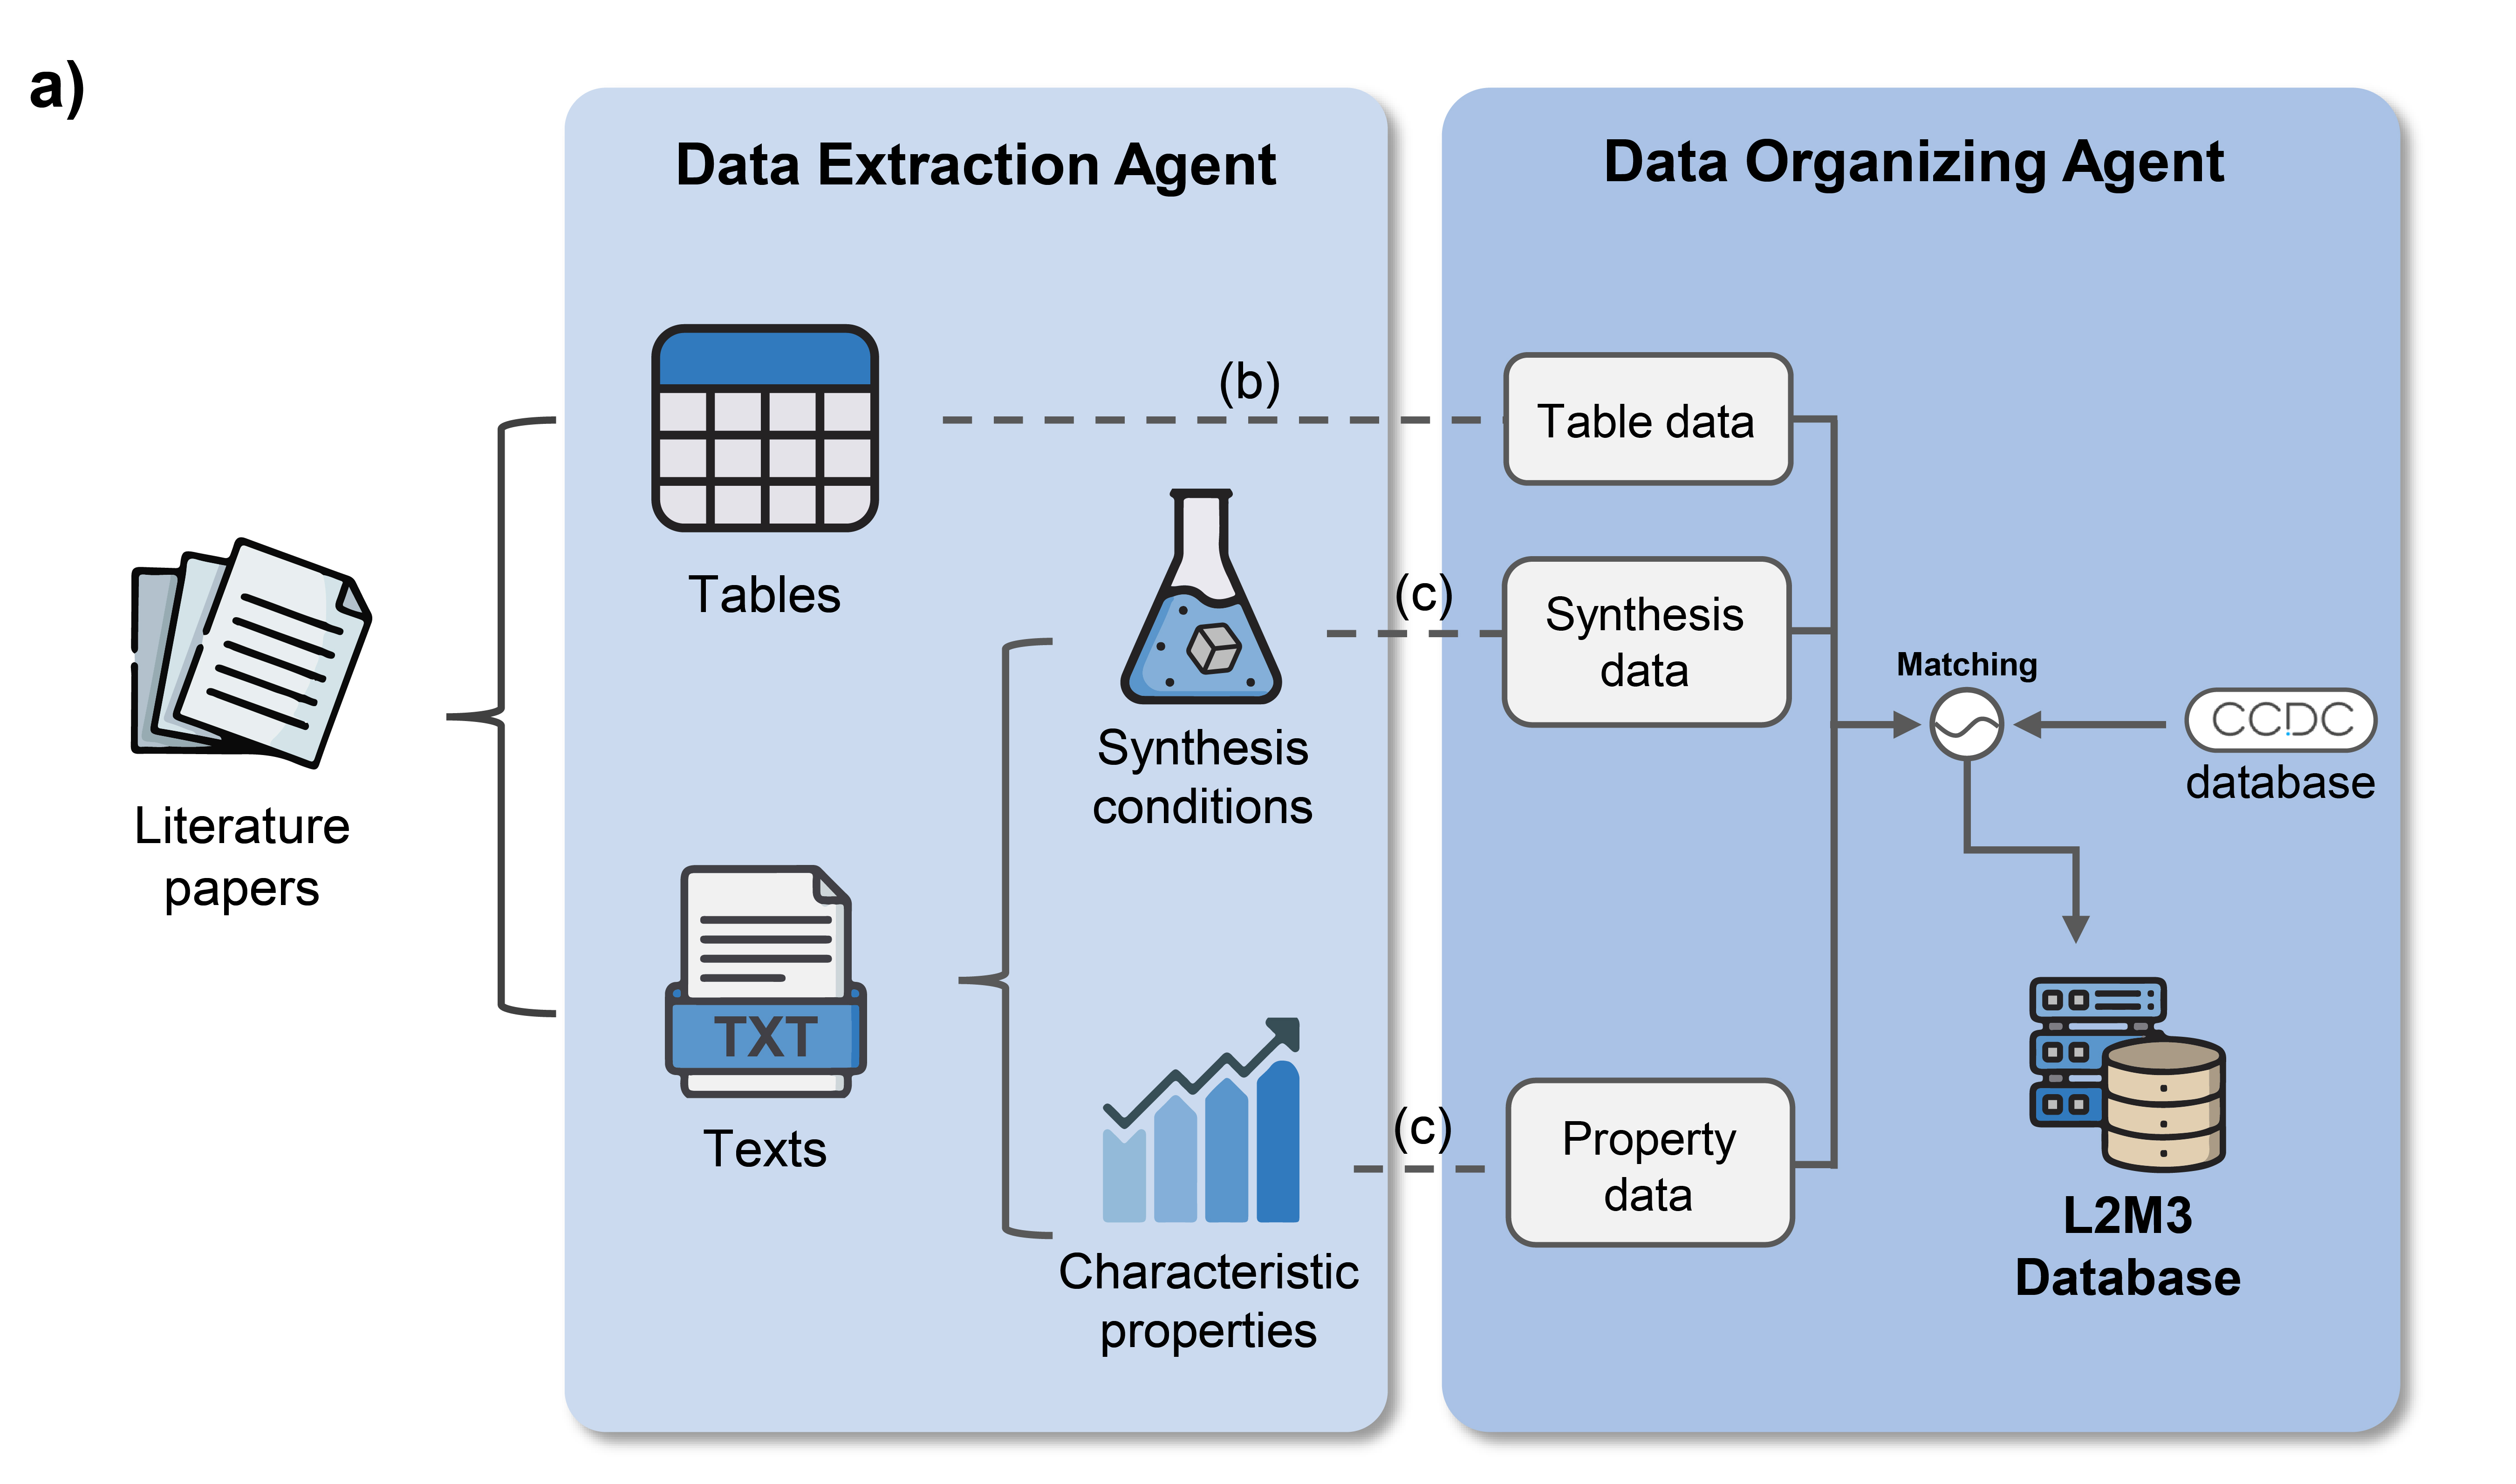 a)
Data Extraction Agent
Data Organizing Agent
Literature
papers
Tables
(b)
Table data
Synthesis
conditions
(c)
Synthesis
data
Matching
CCDC
database
TXT
Texts
Characteristic
properties
(c)
Property
data
L2M3
Database